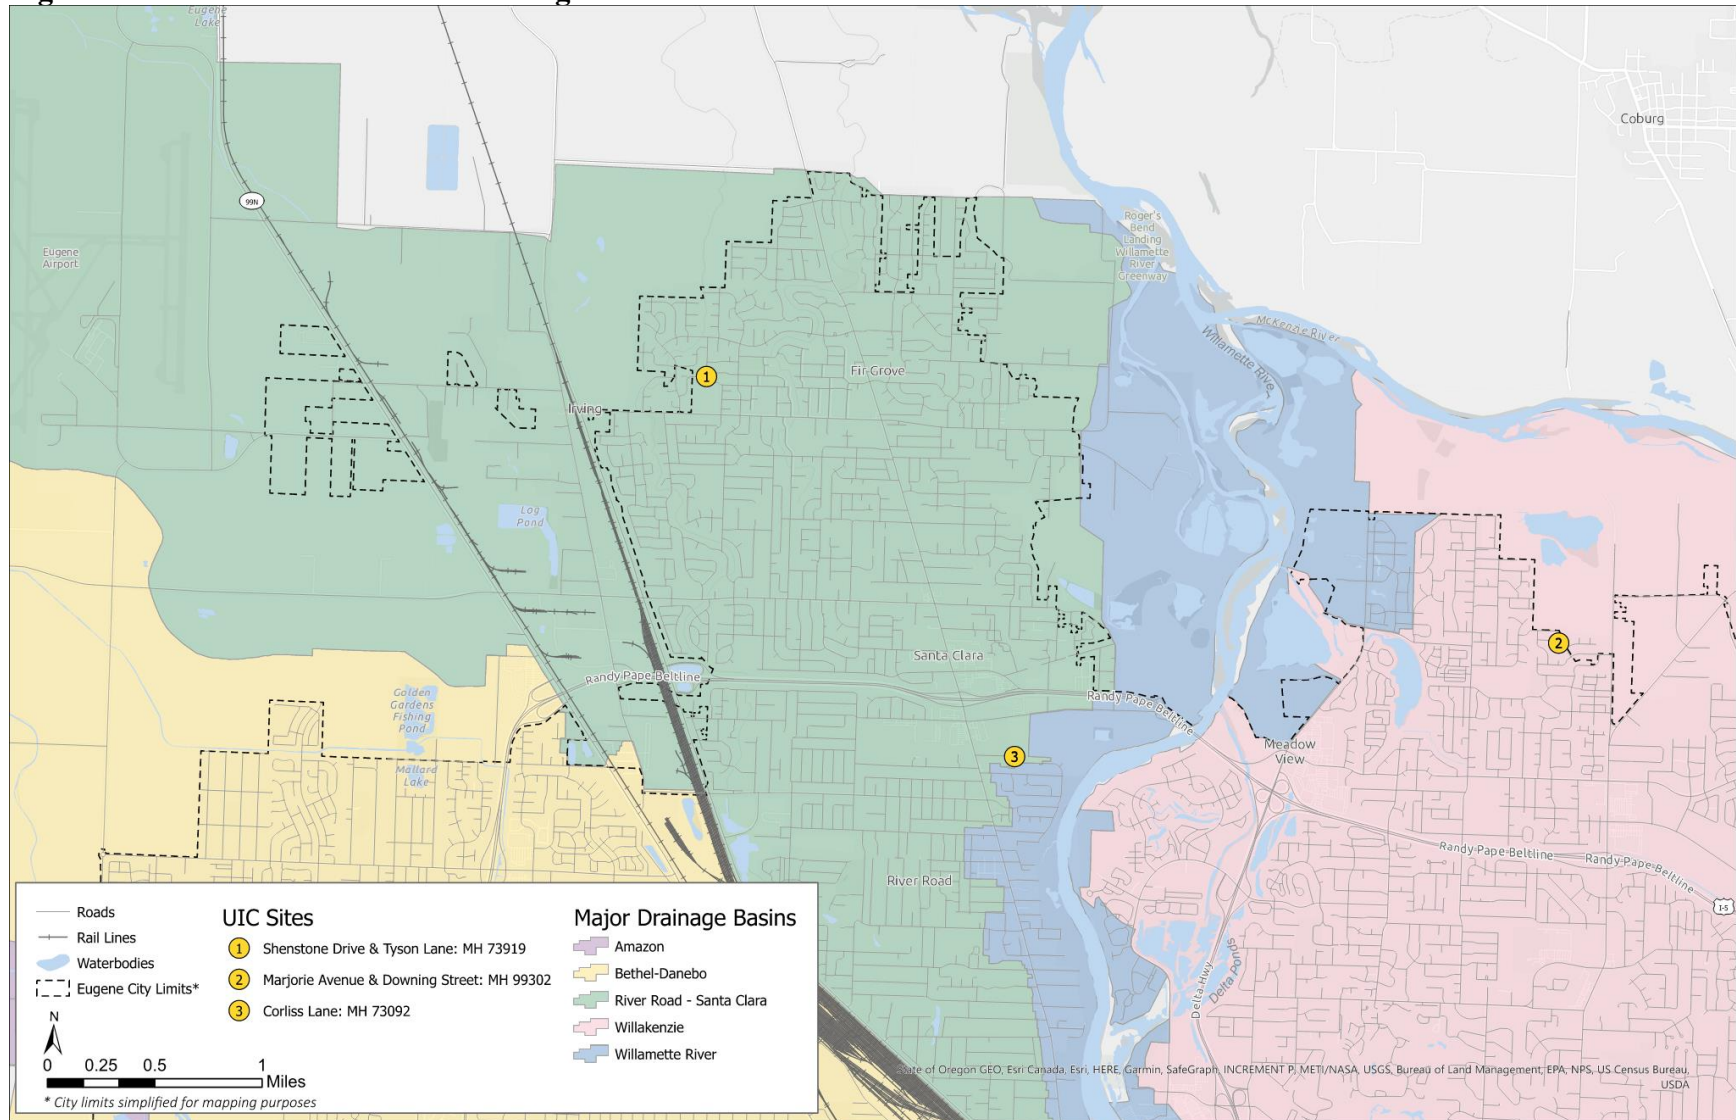 Eugene
Lake
Coburg
99N
Eugene
Airport
Roger's
Bend
Landing
Willamette
River
Greenway
McKenzie River
Willamette River
Fir Grove
Irving
Log
Pond
Santa Clara
Randy Pape Beltline
Randy Pape Beltline
Golden
Gardens
Fishing
Pond
Mallard
Lake
Meadow
View
River Road
Randy Pape Beltline
Randy Pape Beltline
I-5
Delta Hwy
Delta Ponds
1
2
3
Roads
Rail Lines
Waterbodies
Eugene City Limits*
N
0 0.25 0.5 1
Miles
* City limits simplified for mapping purposes
UIC Sites
1 Shenstone Drive & Tyson Lane: MH 73919
2 Marjorie Avenue & Downing Street: MH 99302
3 Corliss Lane: MH 73092
Major Drainage Basins
Amazon
Bethel-Danebo
River Road - Santa Clara
Willakenzie
Willamette River
State of Oregon GEO, Esri Canada, Esri, HERE, Garmin, SafeGraph, INCREMENT P, METI/NASA, USGS, Bureau of Land Management, EPA, NPS, US Census Bureau,
USDA